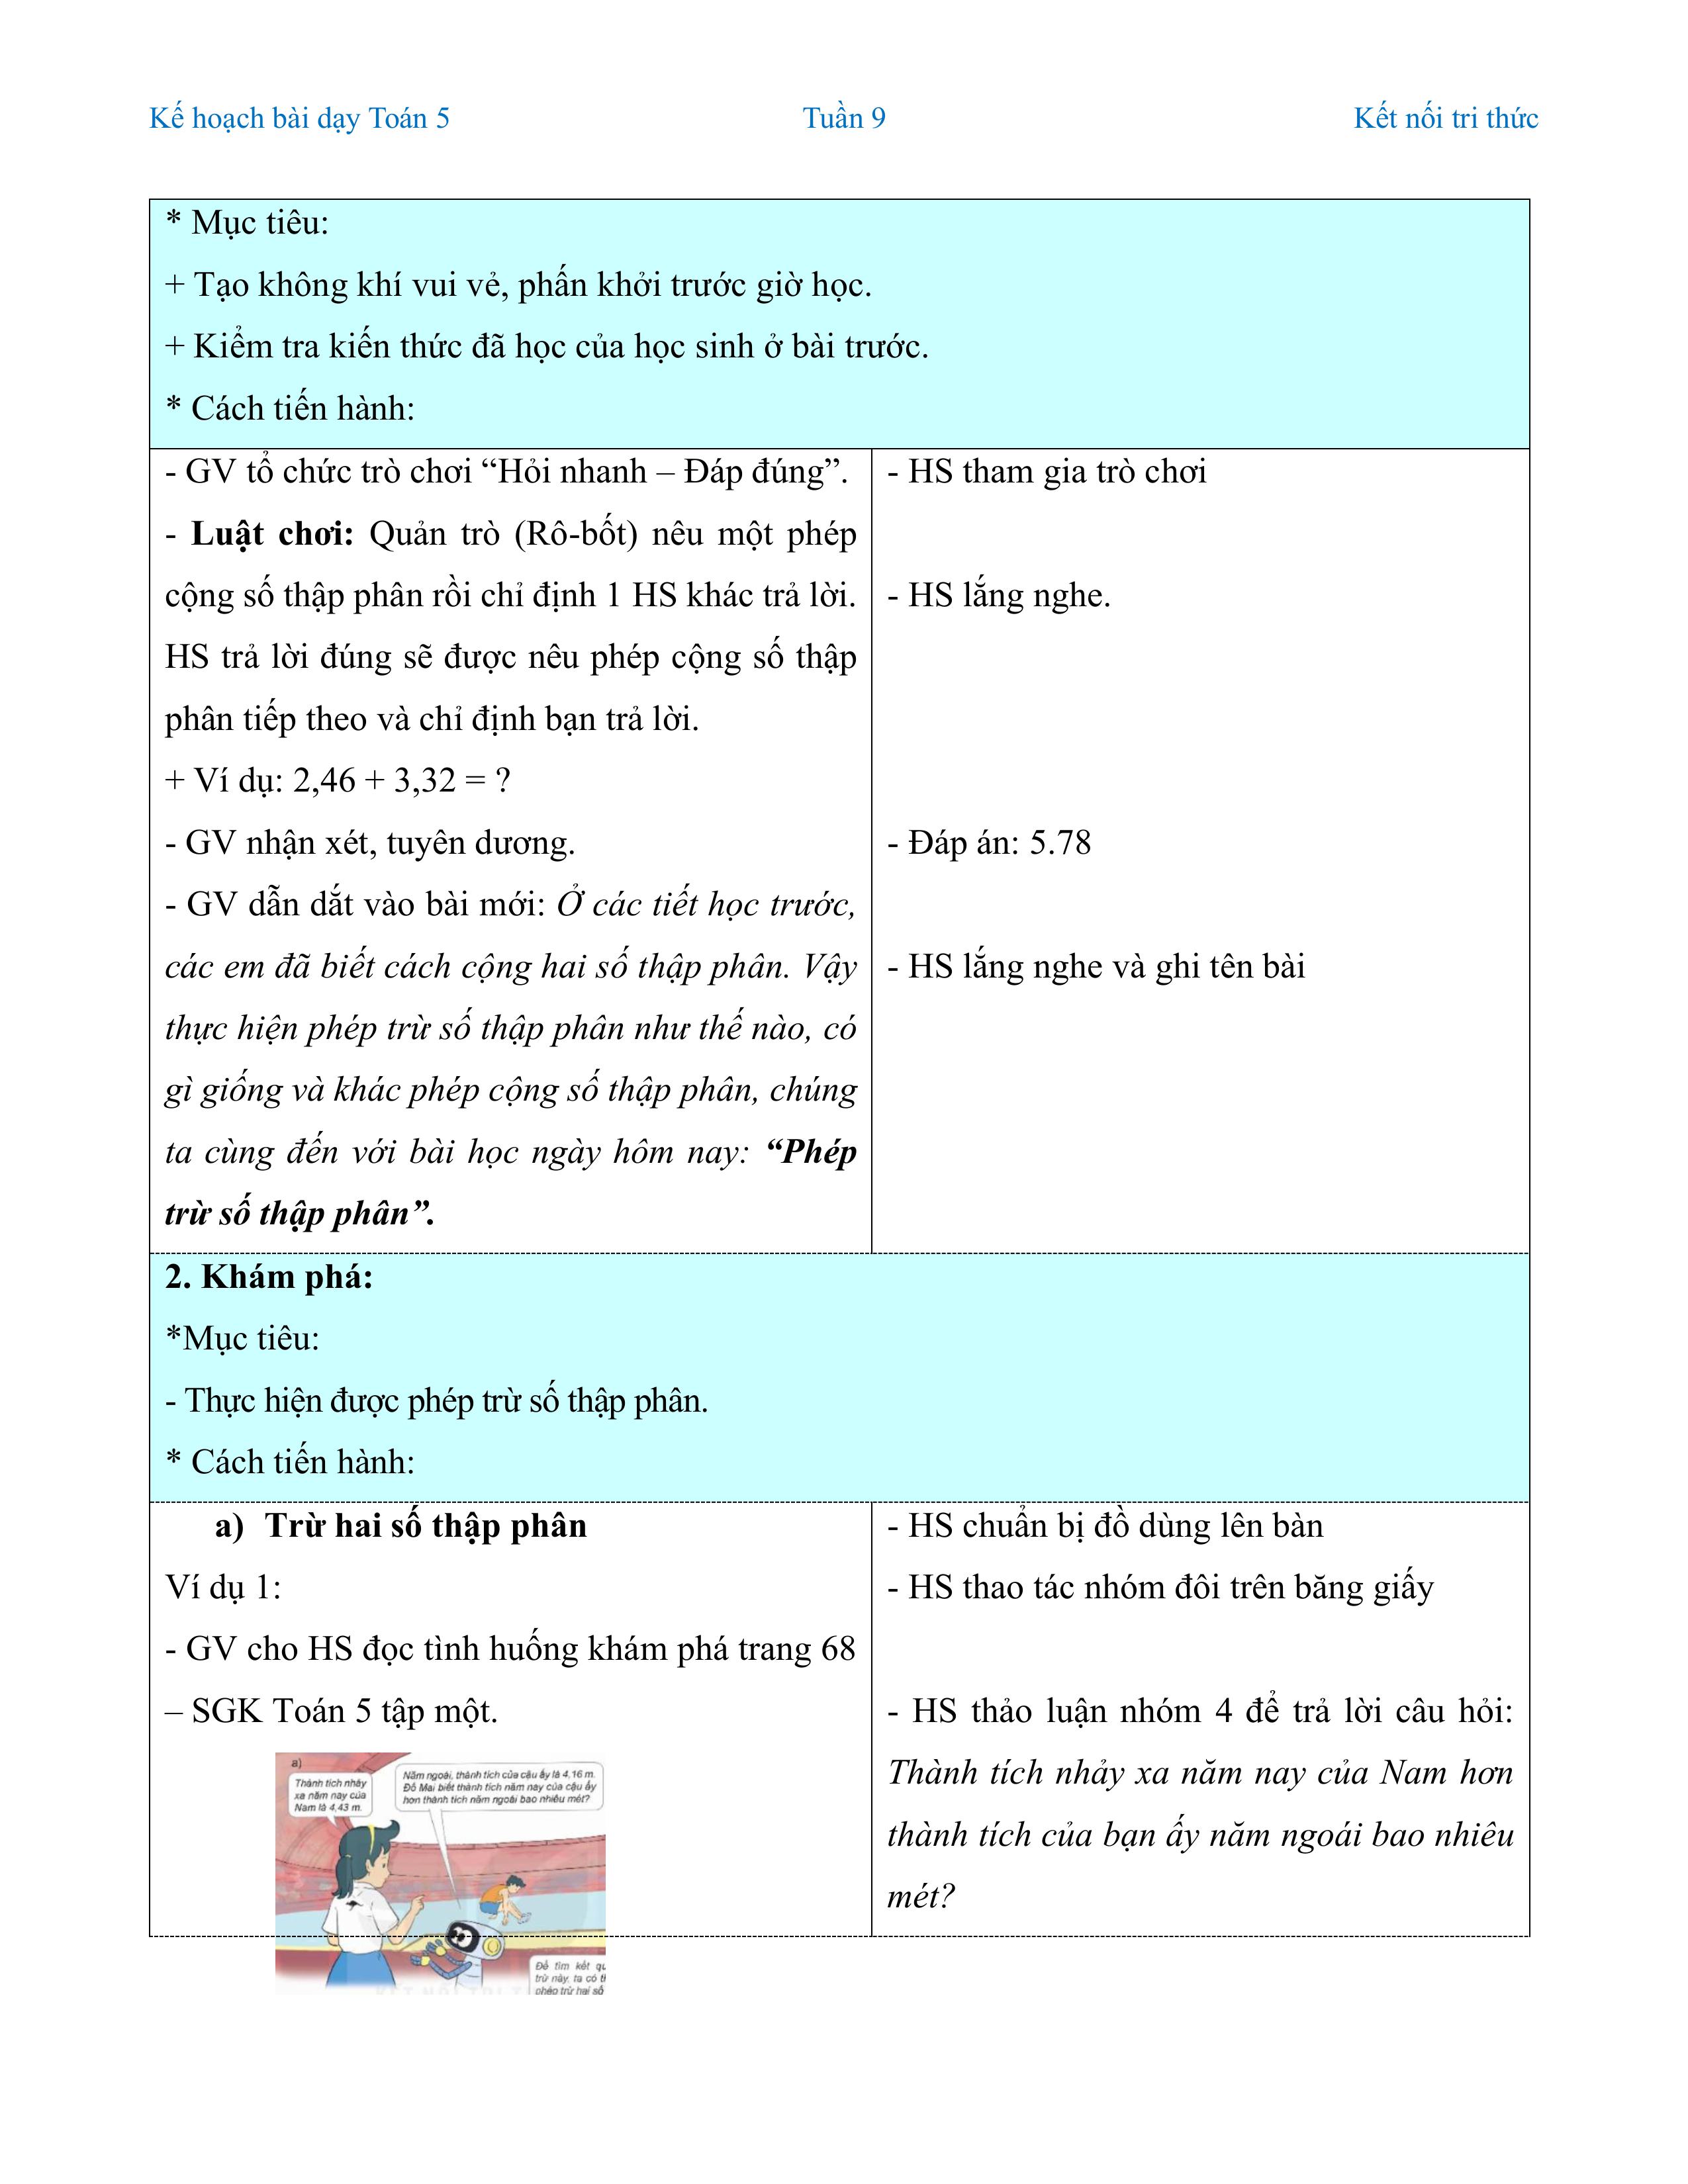 Kế hoạch bài dạy Toán 5 Tuần 9 Kết nối tri thức
* Mục tiêu:
+ Tạo không khí vui vẻ, phấn khởi trước giờ học.
+ Kiểm tra kiến thức đã học của học sinh ở bài trước.
* Cách tiến hành:
- GV tổ chức trò chơi “Hỏi nhanh – Đáp đúng”.
- Luật chơi: Quản trò (Rô-bốt) nêu một phép
cộng số thập phân rồi chỉ định 1 HS khác trả lời.
HS trả lời đúng sẽ được nêu phép cộng số thập
phân tiếp theo và chỉ định bạn trả lời.
+ Ví dụ: 2,46 + 3,32 = ?
- GV nhận xét, tuyên dương.
- GV dẫn dắt vào bài mới: Ở các tiết học trước,
các em đã biết cách cộng hai số thập phân. Vậy
thực hiện phép trừ số thập phân như thế nào, có
gì giống và khác phép cộng số thập phân, chúng
ta cùng đến với bài học ngày hôm nay: “Phép
trừ số thập phân”.
- HS tham gia trò chơi
- HS lắng nghe.
- Đáp án: 5.78
- HS lắng nghe và ghi tên bài
2. Khám phá:
*Mục tiêu:
- Thực hiện được phép trừ số thập phân.
* Cách tiến hành:
a) Trừ hai số thập phân
Ví dụ 1:
- GV cho HS đọc tình huống khám phá trang 68
– SGK Toán 5 tập một.
a)
Thành tích nhảy
xa năm nay của
Nam là 4,43 m.
Năm ngoái, thành tích của cậu ấy là 4,16 m.
Đố Mai biết thành tích năm nay của cậu ấy
hơn thành tích năm ngoái bao nhiêu mét?
Để tìm kết qu
trừ này, ta có th
phép trừ hai số
- HS chuẩn bị đồ dùng lên bàn
- HS thao tác nhóm đôi trên băng giấy
- HS thảo luận nhóm 4 để trả lời câu hỏi:
Thành tích nhảy xa năm nay của Nam hơn
thành tích của bạn ấy năm ngoái bao nhiêu
mét?